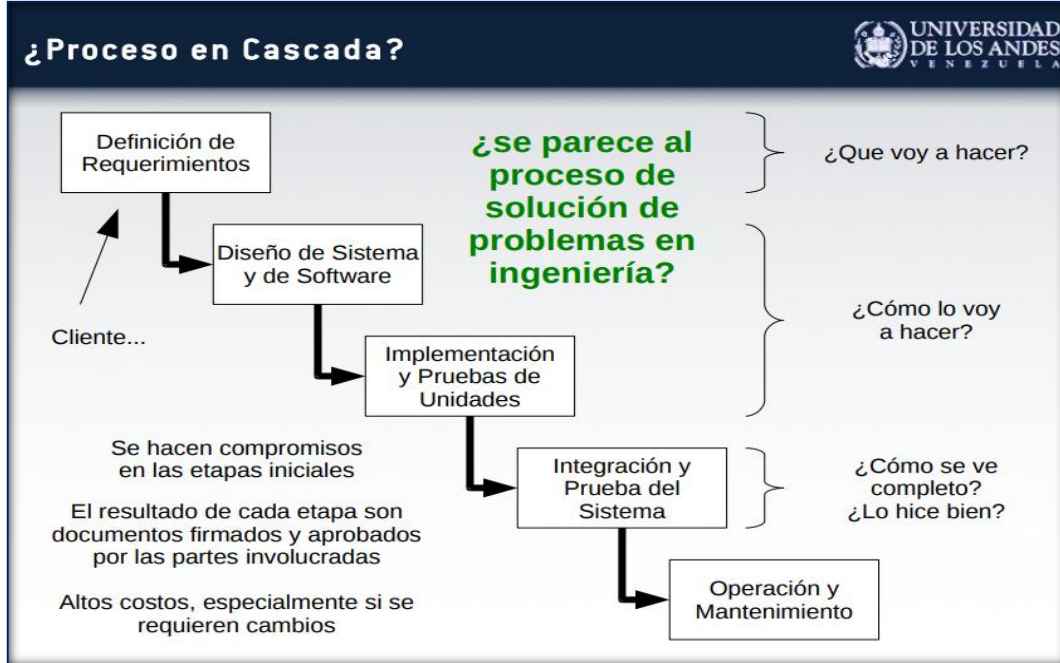 ¿Proceso en Cascada?
UNIVERSIDAD
DE LOS ANDES
VENEZUELA
Definición de
Requerimientos
¿se parece al
proceso de
solución de
problemas en
ingeniería?
¿Que voy a hacer?
Diseño de Sistema
y de Software
Cliente...
¿Cómo lo voy
a hacer?
Implementación
y Pruebas de
Unidades
Se hacen compromisos
en las etapas iniciales
Integración y
Prueba del
Sistema
¿Cómo se ve
completo?
¿Lo hice bien?
El resultado de cada etapa son
documentos firmados y aprobados
por las partes involucradas
Operación y
Mantenimiento
Altos costos, especialmente si se
requieren cambios